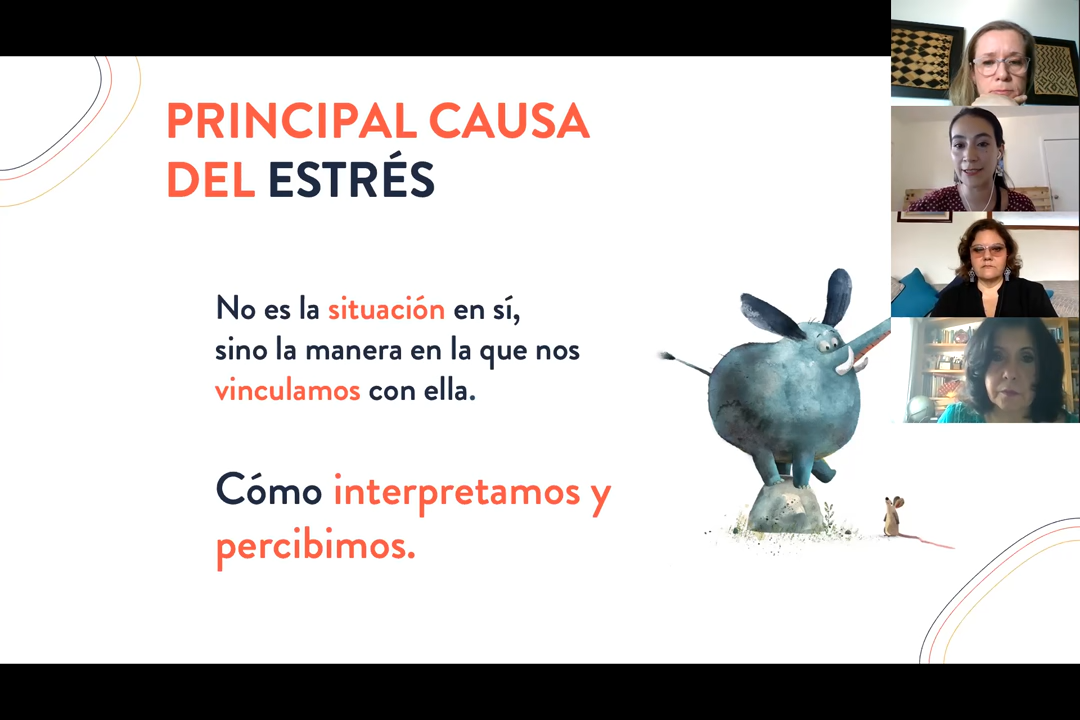 PRINCIPAL CAUSA
DEL ESTRÉS
No es la situación en sí,
sino la manera en la que nos
vinculamos con ella.
Cómo interpretamos y
percibimos.